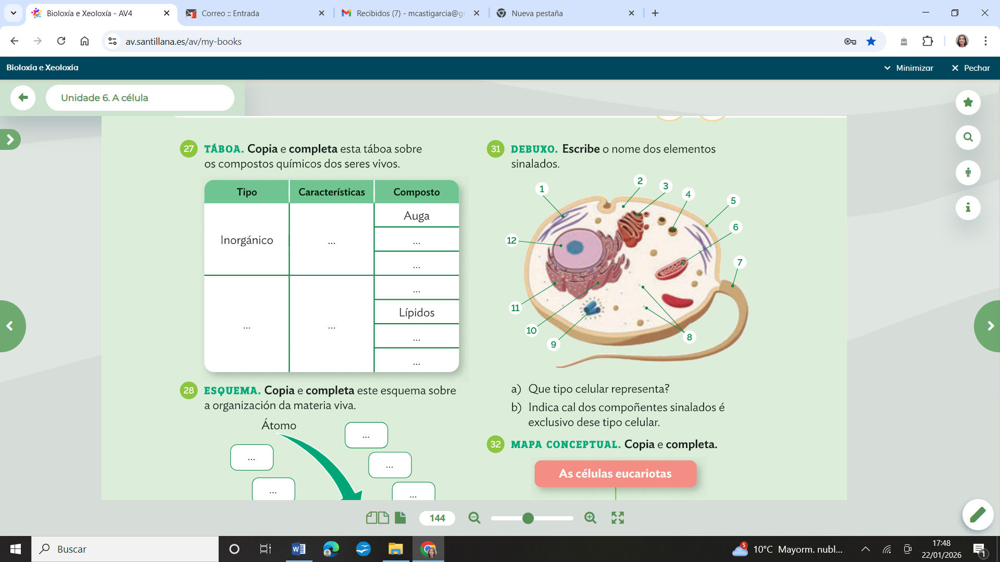 Bioloxía e Xeoloxía - AV4
Correo :: Entrada
Recibidos (7) - mcastigarcia@g
Nueva pestaña
av.santillana.es/av/my-books
Bioloxía e Xeoloxía
Minimizar
Pechar
Unidade 6. A célula
27 TÁBOA. Copia e completa esta táboa sobre
os compostos químicos dos seres vivos.
Tipo Características Composto
Auga
Inorgánico ... ...
...
...
Lípidos
... ... ...
...
28 ESQUEMA. Copia e completa este esquema sobre
a organización da materia viva.
Átomo
...
...
...
...
...
31 DEBUXO. Escribe o nome dos elementos
sinalados.
1
2
3
4
5
6
7
8
9
10
11
12
a) Que tipo celular representa?
b) Indica cal dos compoñentes sinalados é
exclusivo dese tipo celular.
32 MAPA CONCEPTUAL. Copia e completa.
As células eucariotas
144
Buscar
5
10°C Mayorm. nubl...
17:48
22/01/2026
1